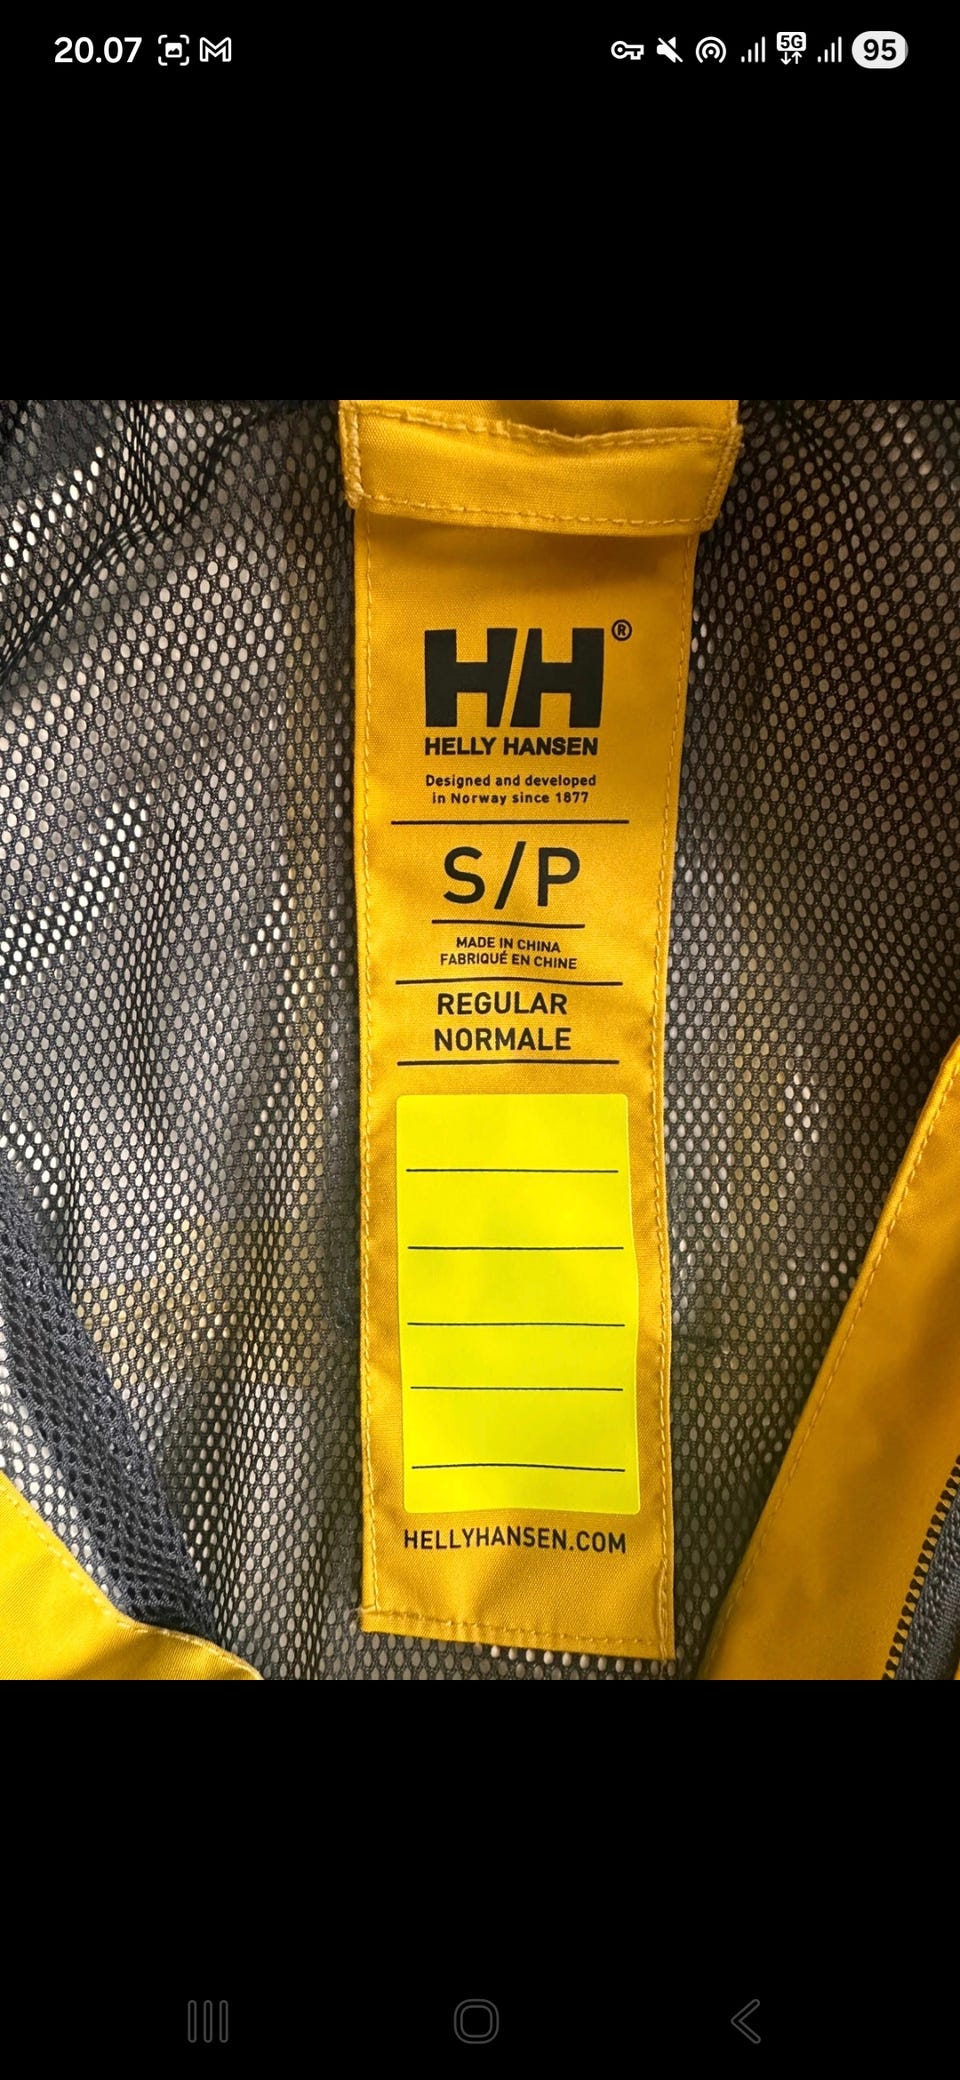 20.07
5G
95
HH®
HELLY HANSEN
Designed and developed
in Norway since 1877
S/P
MADE IN CHINA
FABRIQUÉ EN CHINE
REGULAR
NORMALE
HELLYHANSEN.COM